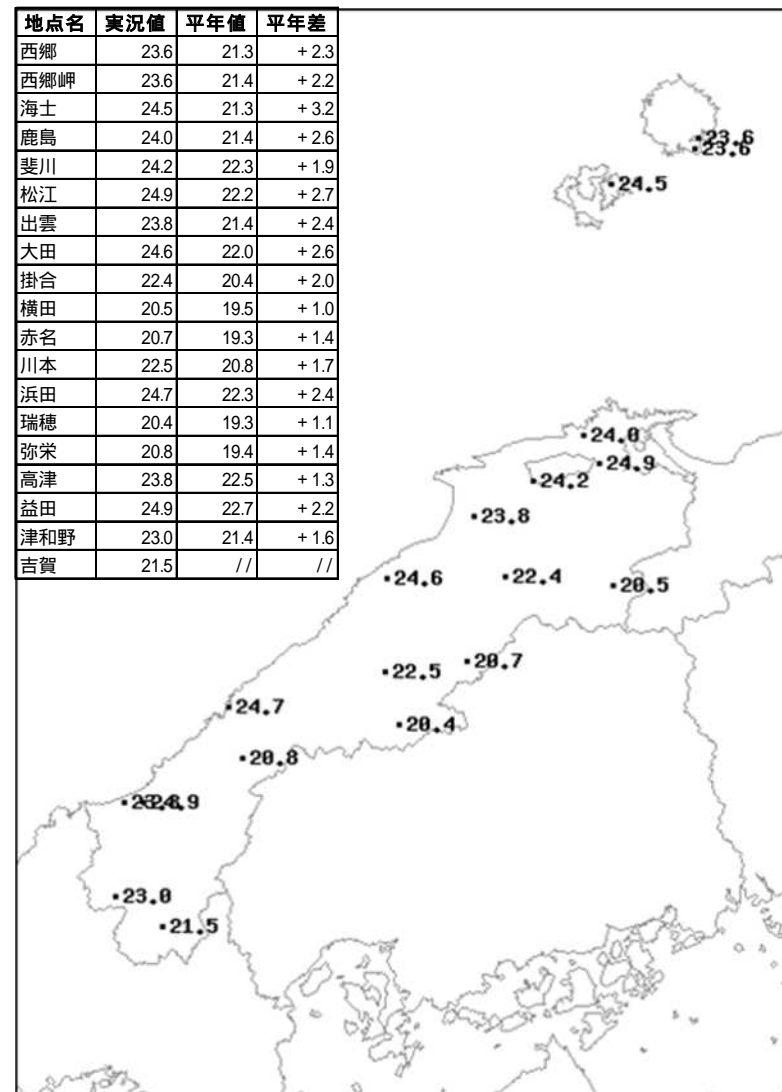 地点名 実況値 平年値 平年差
西郷 23.6 21.3 + 2.3
西郷岬 23.6 21.4 + 2.2
海士 24.5 21.3 + 3.2
鹿島 24.0 21.4 + 2.6
斐川 24.2 22.3 + 1.9
松江 24.9 22.2 + 2.7
出雲 23.8 21.4 + 2.4
大田 24.6 22.0 + 2.6
掛合 22.4 20.4 + 2.0
横田 20.5 19.5 + 1.0
赤名 20.7 19.3 + 1.4
川本 22.5 20.8 + 1.7
浜田 24.7 22.3 + 2.4
瑞穂 20.4 19.3 + 1.1
弥栄 20.8 19.4 + 1.4
高津 23.8 22.5 + 1.3
益田 24.9 22.7 + 2.2
津和野 23.0 21.4 + 1.6
吉賀 21.5 // //
23.6
23.6
24.5
24.0
24.9
24.2
23.8
24.6
22.4
20.5
20.7
22.5
24.7
20.4
20.8
23.8
24.9
23.0
21.5